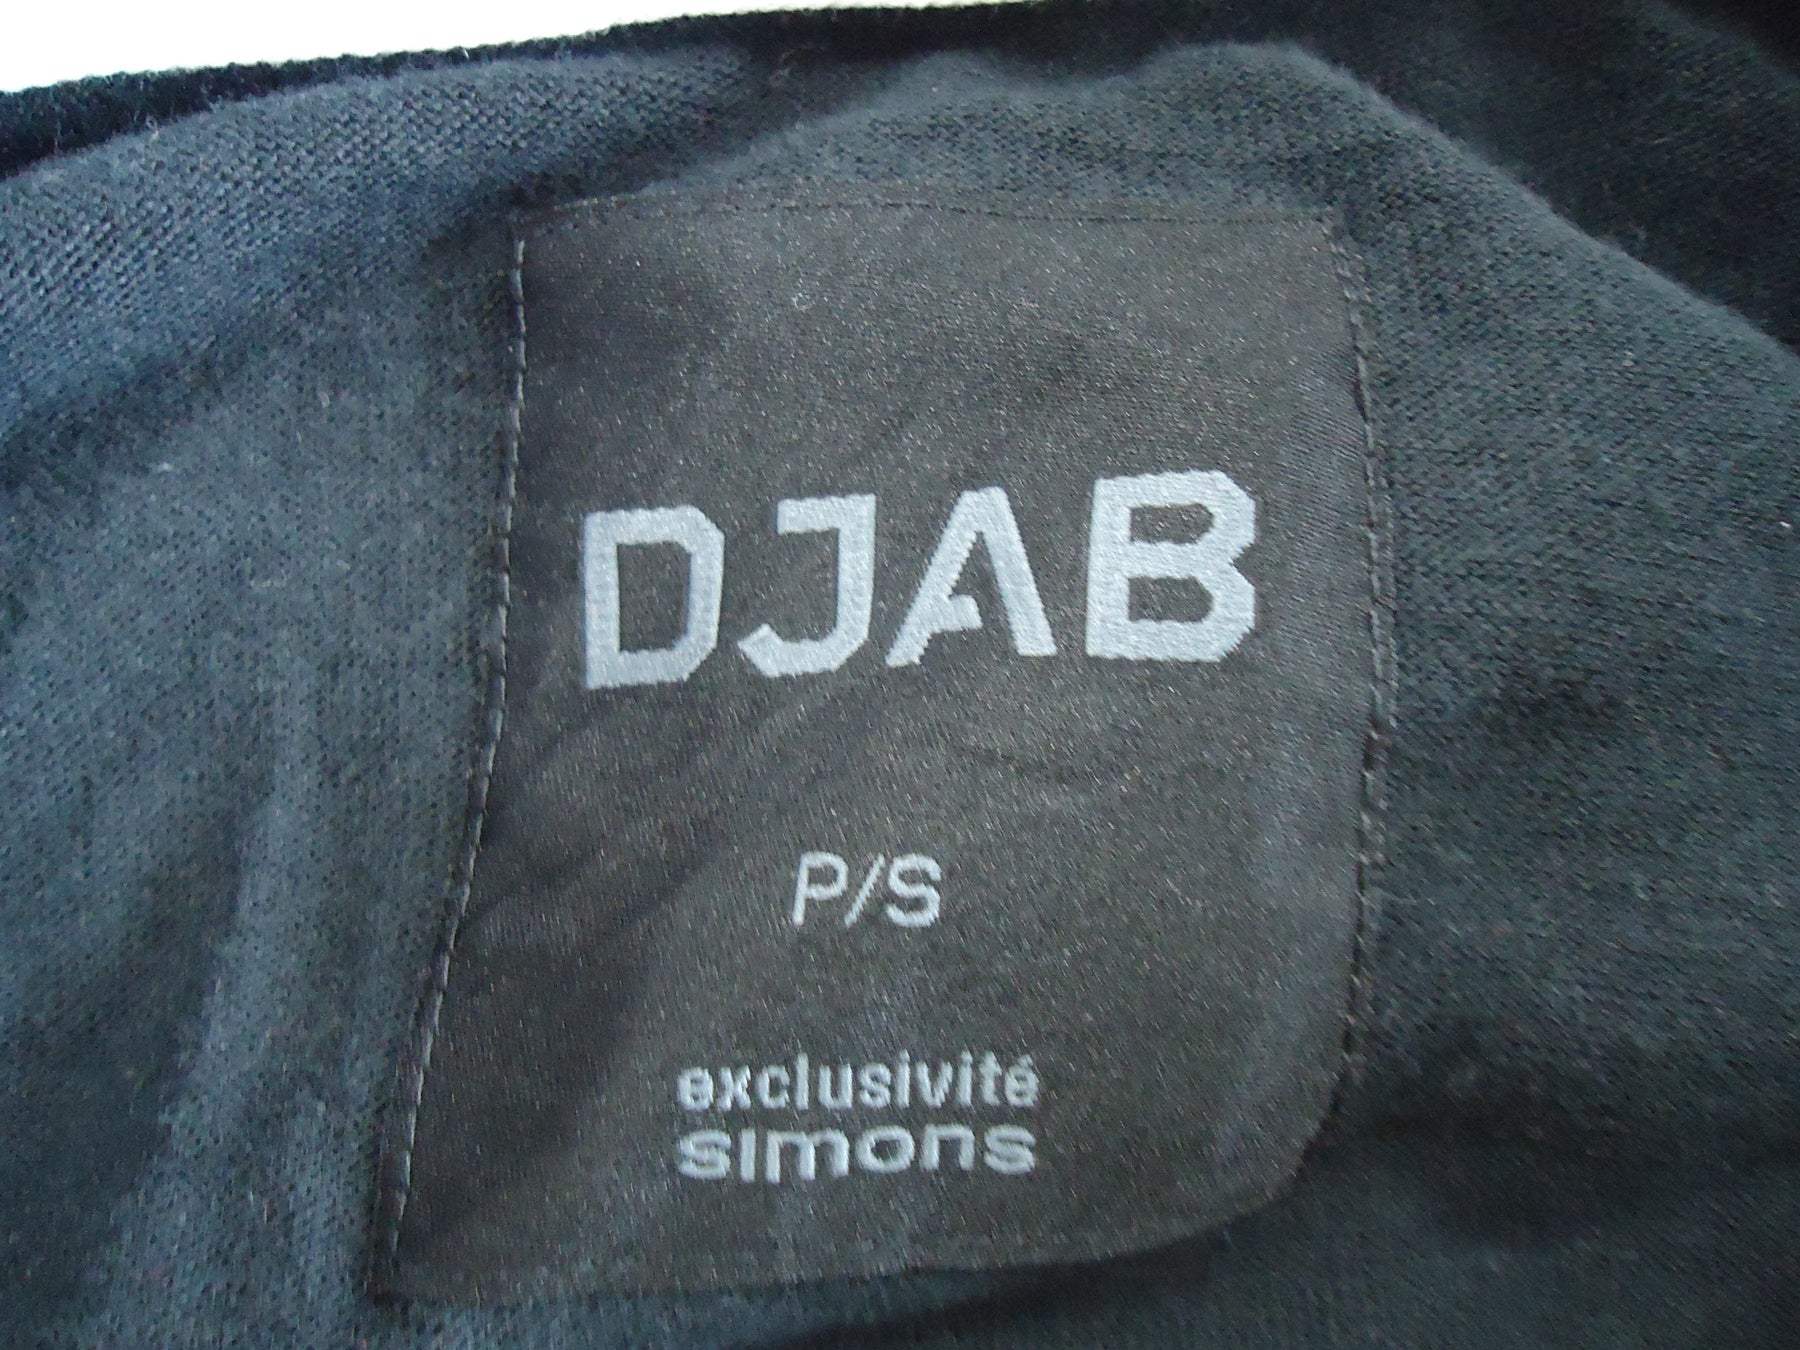 DJAB
P/S
exclusivité
simons